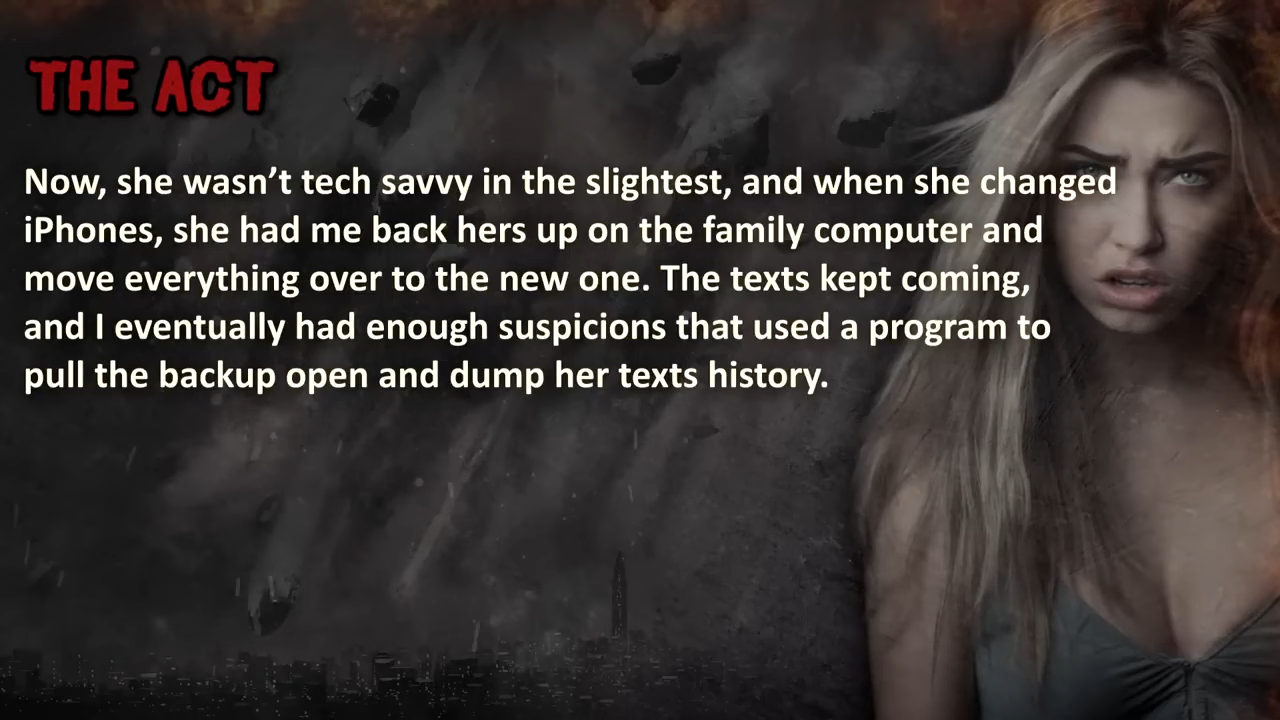 THE ACT
Now, she wasn’t tech savvy in the slightest, and when she changed
iPhones, she had me back hers up on the family computer and
move everything over to the new one. The texts kept coming,
and I eventually had enough suspicions that used a program to
pull the backup open and dump her texts history.